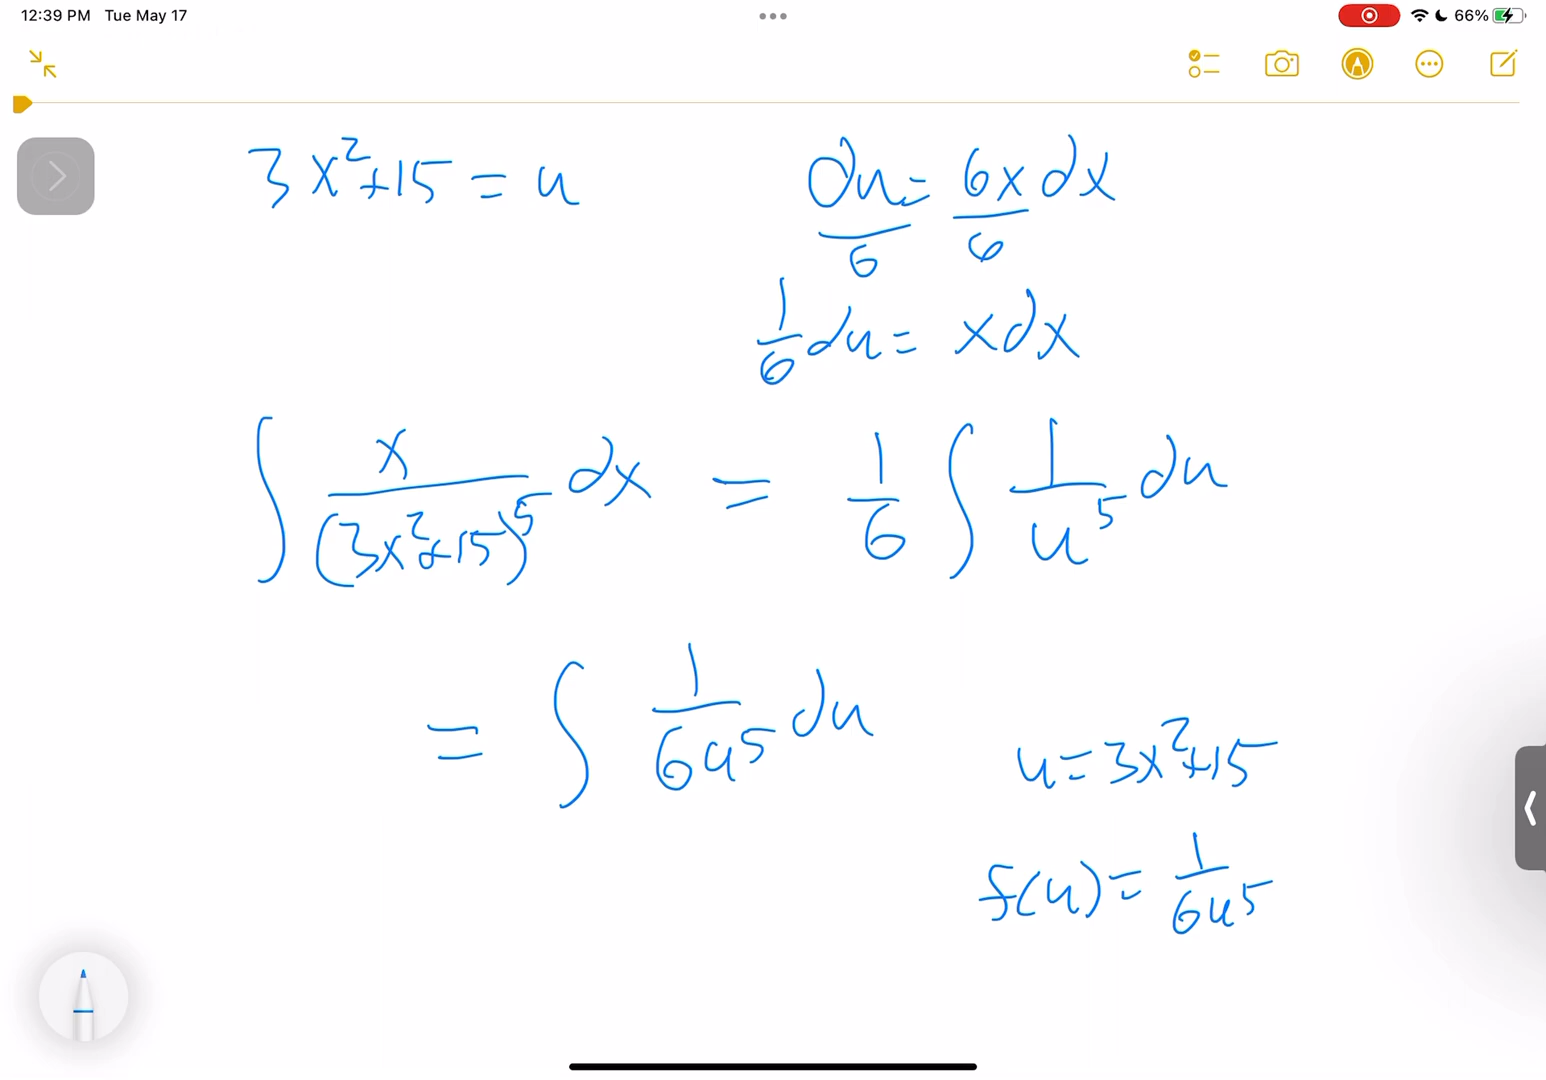 12:39 PM Tue May 17
66%
3x²+15 = u
du/6 = 6x/6 dx
1/6 du = x dx
∫ x/(3x²+15)⁵ dx = 1/6 ∫ 1/u⁵ du
= ∫ 1/6u⁵ du
u = 3x²+15
f(u) = 1/6u⁵